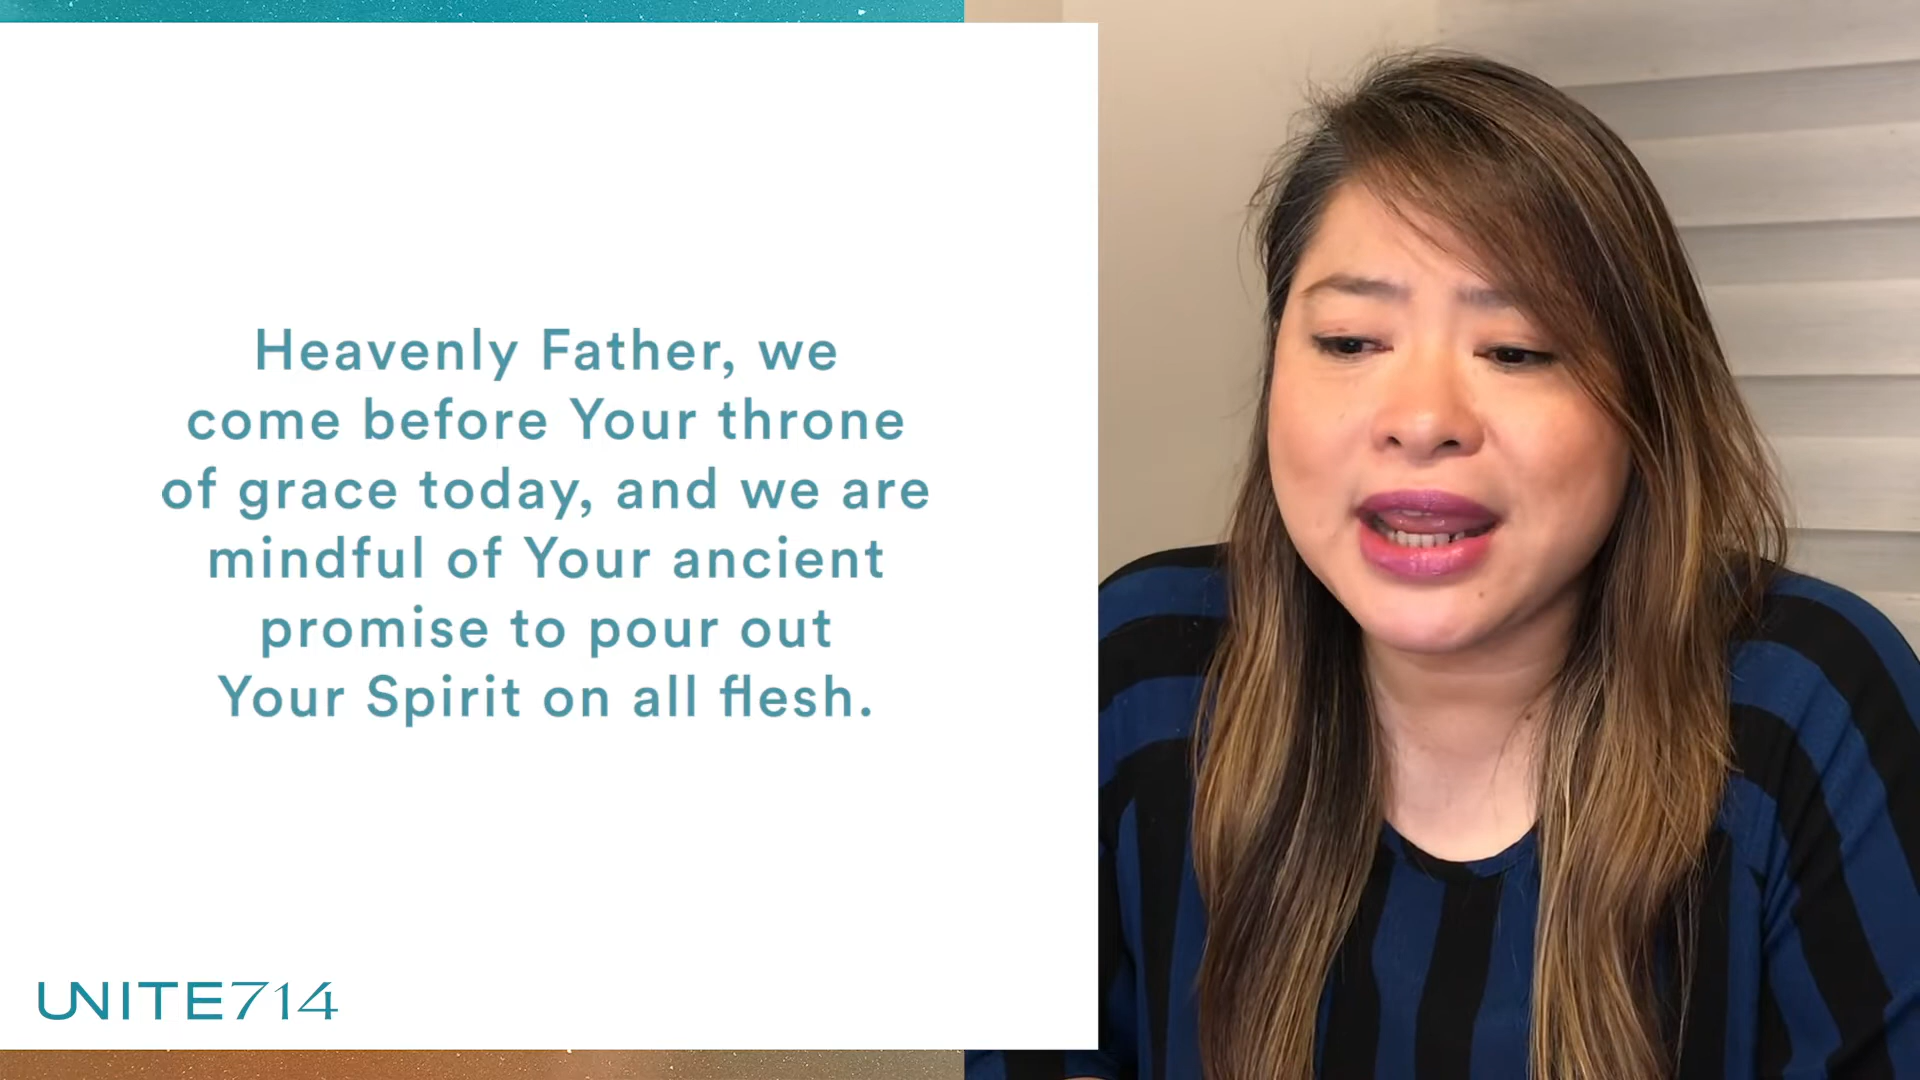 Heavenly Father, we
come before Your throne
of grace today, and we are
mindful of Your ancient
promise to pour out
Your Spirit on all flesh.
UNITE714